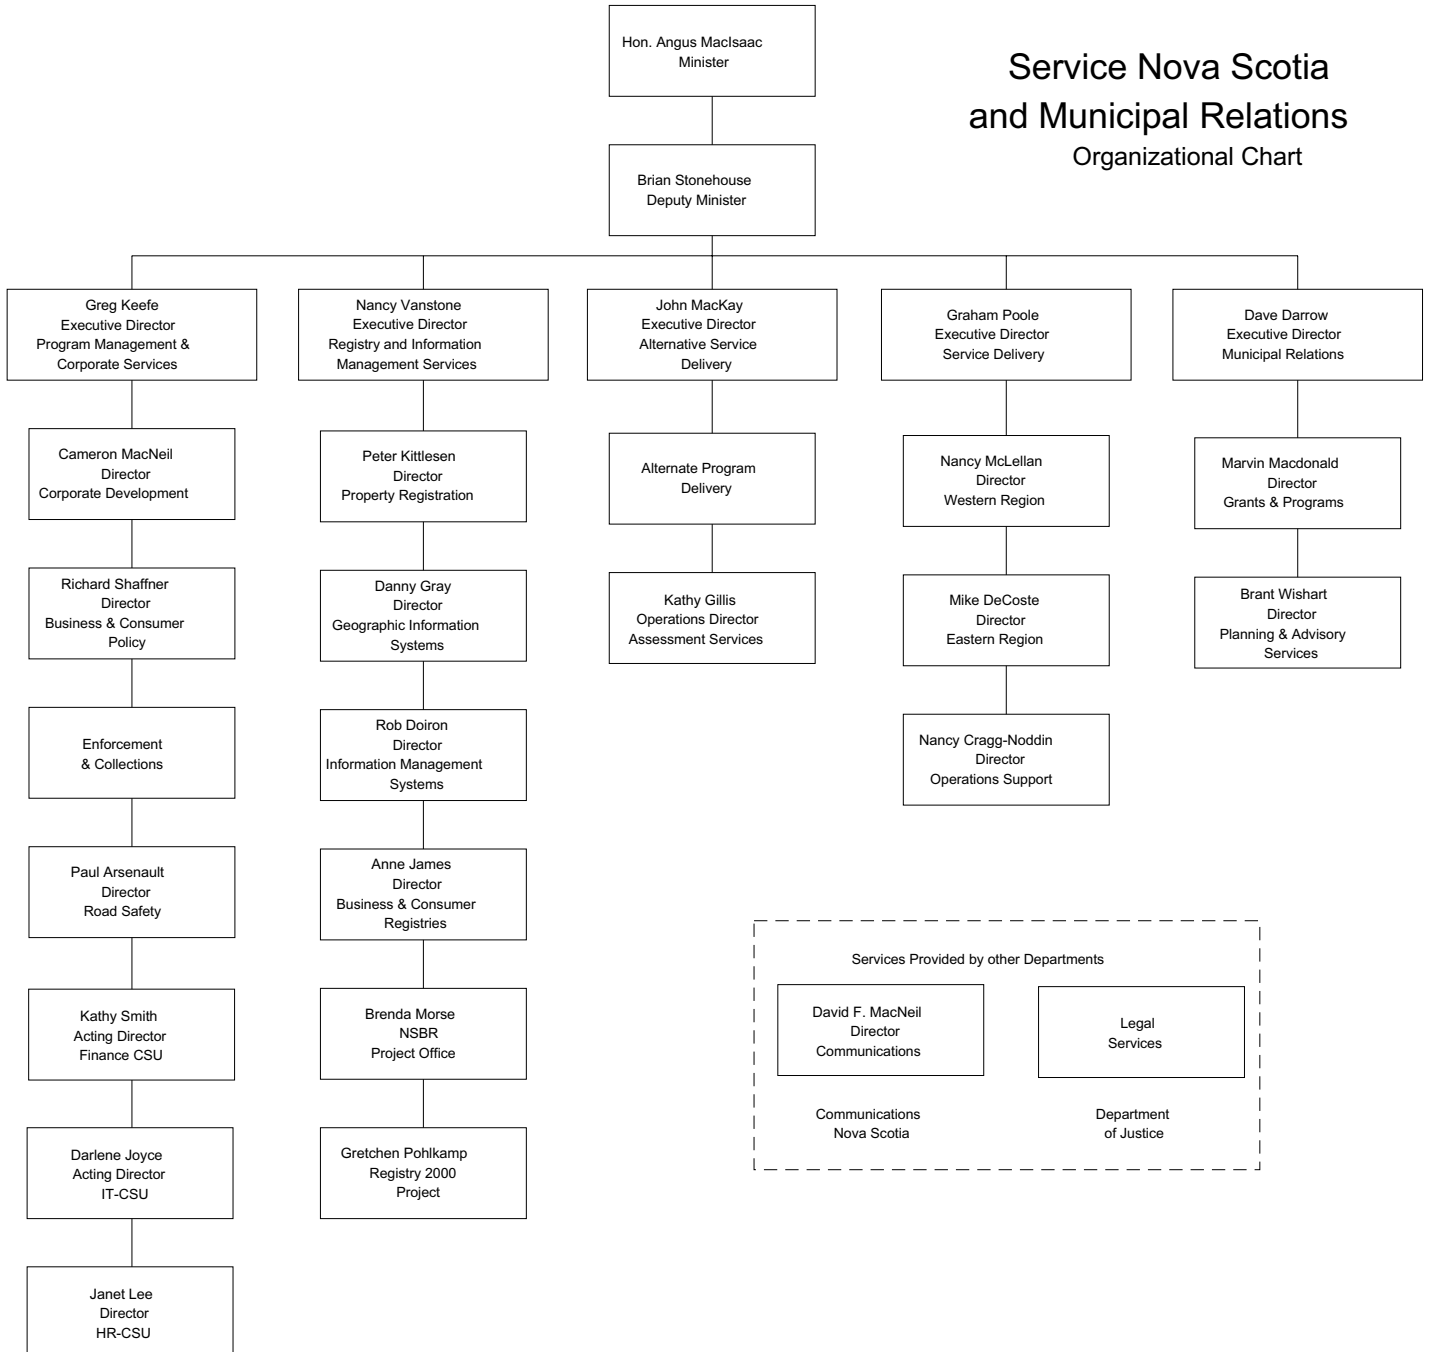 Service Nova Scotia
and Municipal Relations
Organizational Chart
Hon. Angus MacIsaac
Minister
Brian Stonehouse
Deputy Minister
Greg Keefe
Executive Director
Program Management &
Corporate Services
Cameron MacNeil
Director
Corporate Development
Richard Shaffner
Director
Business & Consumer
Policy
Enforcement
& Collections
Paul Arsenault
Director
Road Safety
Kathy Smith
Acting Director
Finance CSU
Darlene Joyce
Acting Director
IT-CSU
Janet Lee
Director
HR-CSU
Nancy Vanstone
Executive Director
Registry and Information
Management Services
Peter Kittlesen
Director
Property Registration
Danny Gray
Director
Geographic Information
Systems
Rob Doiron
Director
Information Management
Systems
Anne James
Director
Business & Consumer
Registries
Brenda Morse
NSBR
Project Office
Gretchen Pohlkamp
Registry 2000
Project
John MacKay
Executive Director
Alternative Service
Delivery
Alternate Program
Delivery
Kathy Gillis
Operations Director
Assessment Services
Graham Poole
Executive Director
Service Delivery
Nancy McLellan
Director
Western Region
Mike DeCoste
Director
Eastern Region
Nancy Cragg-Noddin
Director
Operations Support
Dave Darrow
Executive Director
Municipal Relations
Marvin Macdonald
Director
Grants & Programs
Brant Wishart
Director
Planning & Advisory
Services
Services Provided by other Departments
David F. MacNeil
Director
Communications
Communications
Nova Scotia
Legal
Services
Department
of Justice